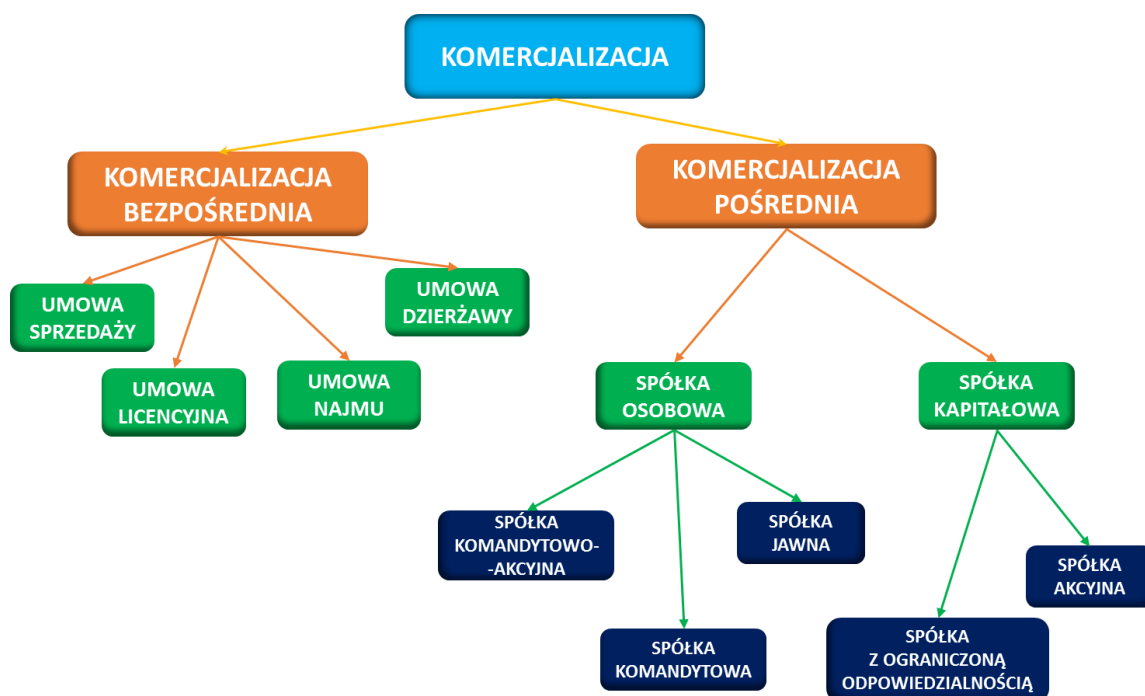 KOMERCJALIZACJA
KOMERCJALIZACJA
BEZPOŚREDNIA
KOMERCJALIZACJA
POŚREDNIA
UMOWA
SPRZEDAŻY
UMOWA
LICENCYJNA
UMOWA
NAJMU
UMOWA
DZIERŻAWY
SPÓŁKA
OSOBOWA
SPÓŁKA
KAPITAŁOWA
SPÓŁKA
KOMANDYTOWO-
-AKCYJNA
SPÓŁKA
KOMANDYTOWA
SPÓŁKA
JAWNA
SPÓŁKA
Z OGRANICZONĄ
ODPOWIEDZIALNOŚCIĄ
SPÓŁKA
AKCYJNA